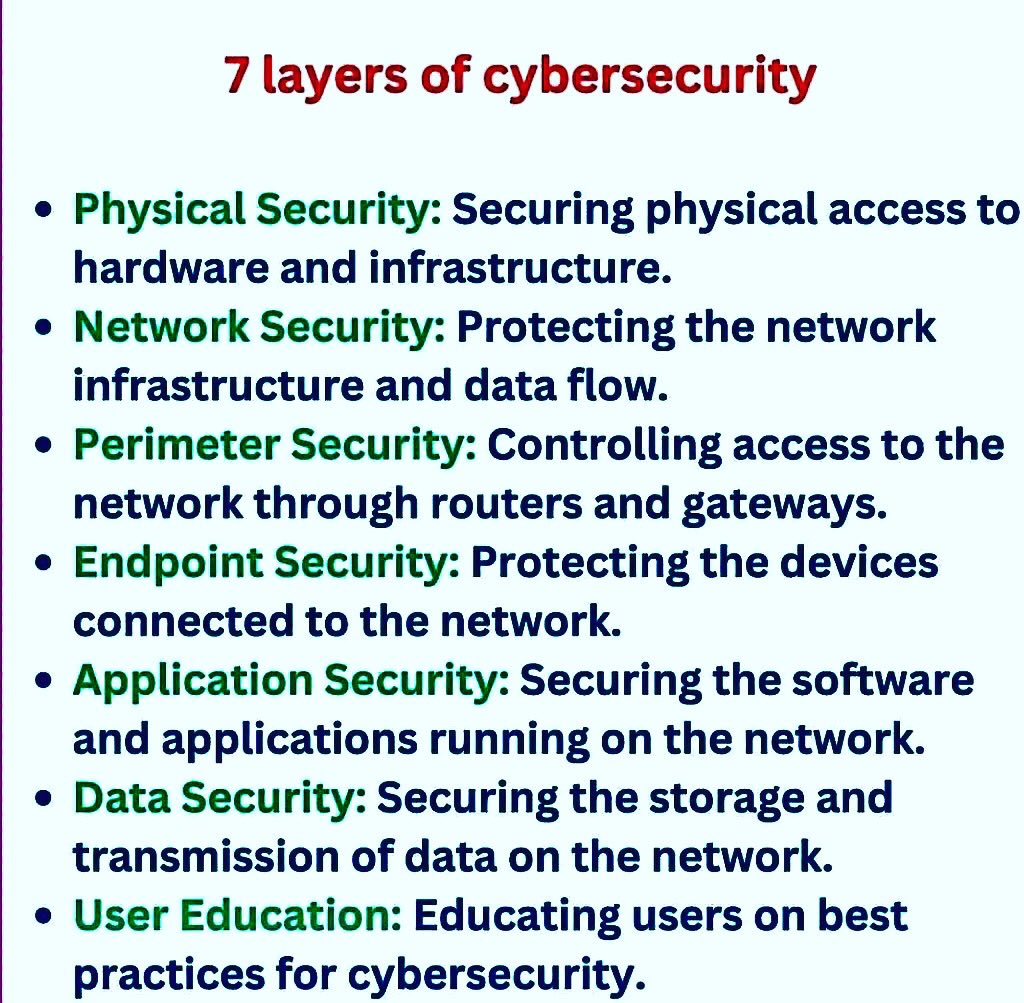 7 layers of cybersecurity
• Physical Security: Securing physical access to
hardware and infrastructure.
• Network Security: Protecting the network
infrastructure and data flow.
• Perimeter Security: Controlling access to the
network through routers and gateways.
• Endpoint Security: Protecting the devices
connected to the network.
• Application Security: Securing the software
and applications running on the network.
• Data Security: Securing the storage and
transmission of data on the network.
• User Education: Educating users on best
practices for cybersecurity.